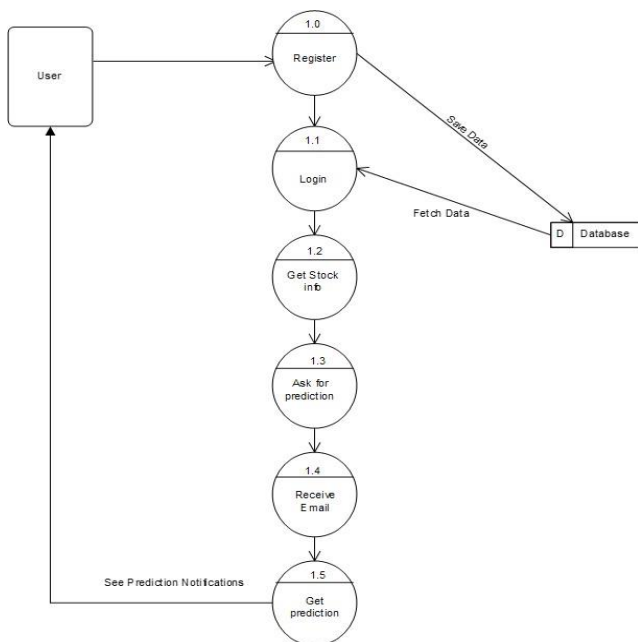 1.0
Register
User
Save Data
1.1
Login
Fetch Data
D Database
1.2
Get Stock
info
1.3
Ask for
prediction
1.4
Receive
Email
1.5
See Prediction Notifications
Get
prediction